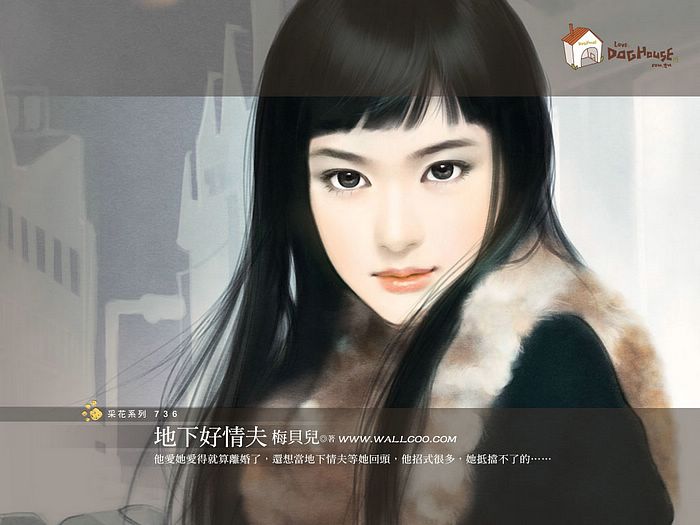 LOVE
DOGHOUSE
采花系列 736
地下好情夫 梅貝兒◎著 WWW.WALLCOO.COM
他愛她愛得就算離婚了，還想當地下情夫等她回頭，他招式很多，她抵擋不了的……